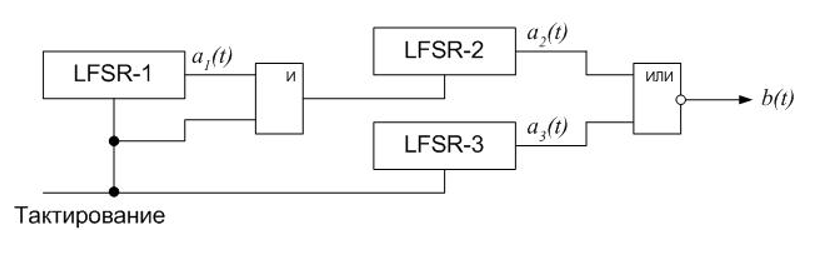 LFSR-1
a₁(t)
И
LFSR-2
a₂(t)
LFSR-3
a₃(t)
ИЛИ
b(t)
Тактирование